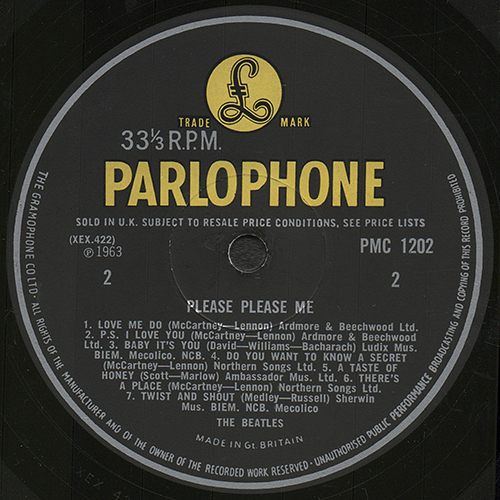 £
TRADE MARK
33⅓ R.P.M.
PARLOPHONE
SOLD IN U.K. SUBJECT TO RESALE PRICE CONDITIONS, SEE PRICE LISTS
(XEX.422)
℗ 1963
PMC 1202
2
2
PLEASE PLEASE ME
1. LOVE ME DO (McCartney—Lennon) Ardmore & Beechwood Ltd.
2. P.S. I LOVE YOU (McCartney—Lennon) Ardmore & Beechwood
Ltd. 3. BABY IT'S YOU (David—Williams—Bacharach) Ludix Mus.
BIEM. Mecolico. NCB. 4. DO YOU WANT TO KNOW A SECRET
(McCartney—Lennon) Northern Songs Ltd. 5. A TASTE OF
HONEY (Scott—Marlow) Ambassador Mus. Ltd. 6. THERE'S
A PLACE (McCartney—Lennon) Northern Songs Ltd.
7. TWIST AND SHOUT (Medley—Russell) Sherwin
Mus. BIEM. NCB. Mecolico
THE BEATLES
MADE IN GT. BRITAIN
THE GRAMOPHONE CO LTD · ALL RIGHTS OF THE MANUFACTURER AND OF THE OWNER OF THE RECORDED WORK RESERVED · UNAUTHORISED PUBLIC PERFORMANCE BROADCASTING AND COPYING OF THIS RECORD PROHIBITED
XEX 42